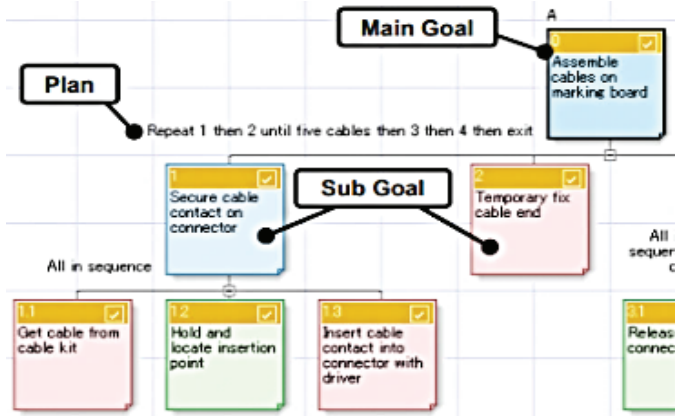 Main Goal
A
0
Assemble
cables on
marking board
Plan
Repeat 1 then 2 until five cables then 3 then 4 then exit
1
Secure cable
contact on
connector
Sub Goal
2
Temporary fix
cable end
All in sequence
All
sequen
1.1
Get cable from
cable kit
1.2
Hold and
locate insertion
point
1.3
Insert cable
contact into
connector with
driver
3.1
Releas
connec